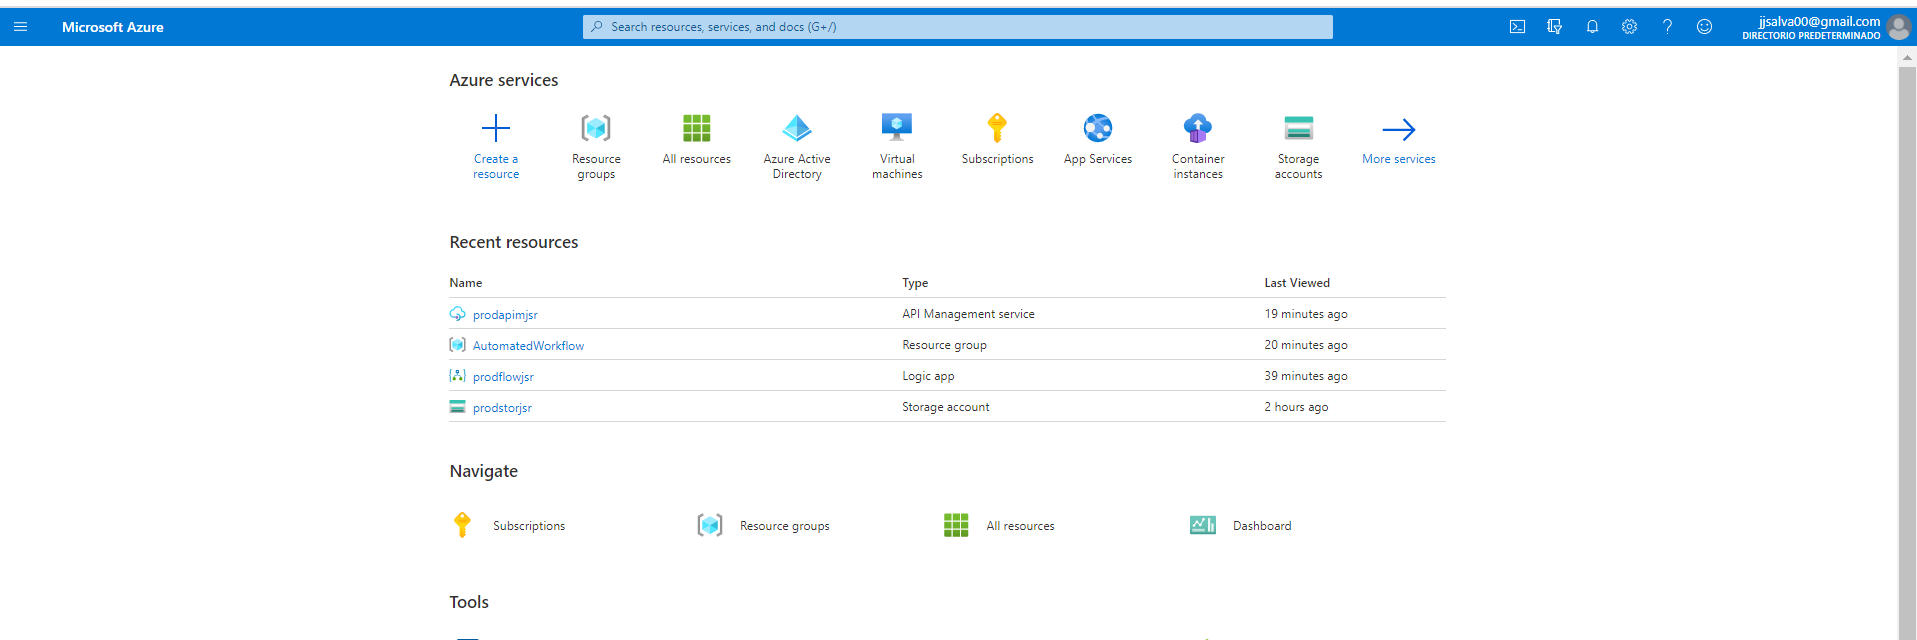 Microsoft Azure
Search resources, services, and docs (G+/)
jjsalva00@gmail.com
DIRECTORIO PREDETERMINADO
Azure services
Create a resource
Resource groups
All resources
Azure Active Directory
Virtual machines
Subscriptions
App Services
Container instances
Storage accounts
More services
Recent resources
Name Type Last Viewed
prodapimjsr API Management service 19 minutes ago
AutomatedWorkflow Resource group 20 minutes ago
prodflowjsr Logic app 39 minutes ago
prodstorjsr Storage account 2 hours ago
Navigate
Subscriptions Resource groups All resources Dashboard
Tools